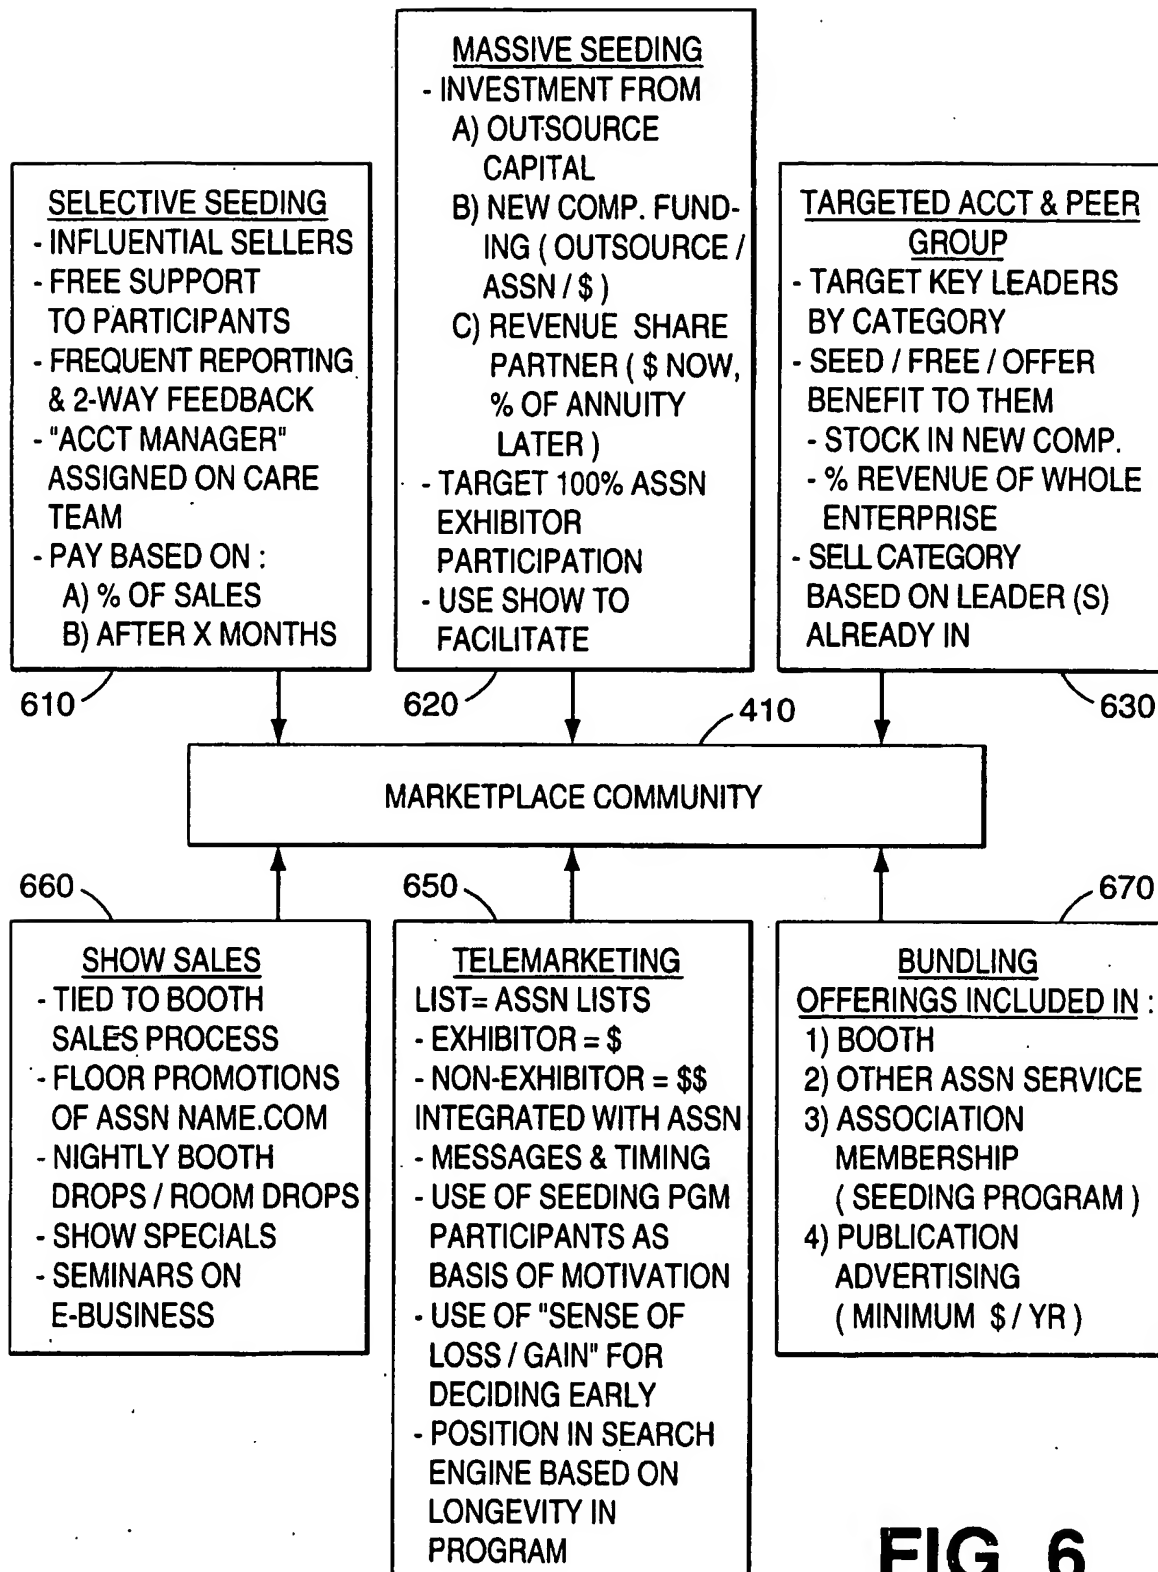 MASSIVE SEEDING
- INVESTMENT FROM
A) OUTSOURCE
CAPITAL
B) NEW COMP. FUND-
ING ( OUTSOURCE /
ASSN / $ )
C) REVENUE SHARE
PARTNER ( $ NOW,
% OF ANNUITY
LATER )
- TARGET 100% ASSN
EXHIBITOR
PARTICIPATION
- USE SHOW TO
FACILITATE
SELECTIVE SEEDING
- INFLUENTIAL SELLERS
- FREE SUPPORT
TO PARTICIPANTS
- FREQUENT REPORTING
& 2-WAY FEEDBACK
- "ACCT MANAGER"
ASSIGNED ON CARE
TEAM
- PAY BASED ON :
A) % OF SALES
B) AFTER X MONTHS
TARGETED ACCT & PEER
GROUP
- TARGET KEY LEADERS
BY CATEGORY
- SEED / FREE / OFFER
BENEFIT TO THEM
- STOCK IN NEW COMP.
- % REVENUE OF WHOLE
ENTERPRISE
- SELL CATEGORY
BASED ON LEADER (S)
ALREADY IN
610
620
410
630
MARKETPLACE COMMUNITY
660
650
670
SHOW SALES
- TIED TO BOOTH
SALES PROCESS
- FLOOR PROMOTIONS
OF ASSN NAME.COM
- NIGHTLY BOOTH
DROPS / ROOM DROPS
- SHOW SPECIALS
- SEMINARS ON
E-BUSINESS
TELEMARKETING
LIST= ASSN LISTS
- EXHIBITOR = $
- NON-EXHIBITOR = $$
INTEGRATED WITH ASSN
- MESSAGES & TIMING
- USE OF SEEDING PGM
PARTICIPANTS AS
BASIS OF MOTIVATION
- USE OF "SENSE OF
LOSS / GAIN" FOR
DECIDING EARLY
- POSITION IN SEARCH
ENGINE BASED ON
LONGEVITY IN
PROGRAM
BUNDLING
OFFERINGS INCLUDED IN :
1) BOOTH
2) OTHER ASSN SERVICE
3) ASSOCIATION
MEMBERSHIP
( SEEDING PROGRAM )
4) PUBLICATION
ADVERTISING
( MINIMUM $ / YR )
FIG 6